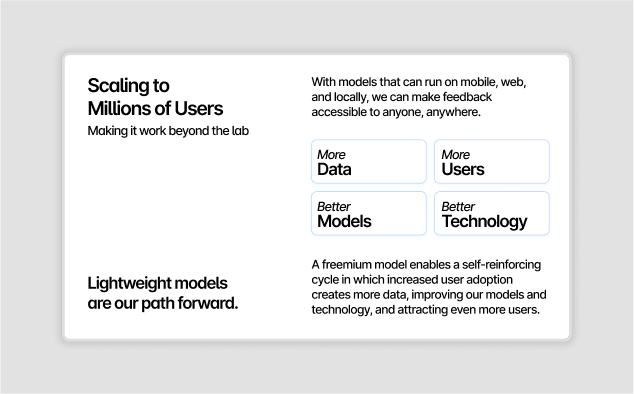 Scaling to
Millions of Users
Making it work beyond the lab
With models that can run on mobile, web,
and locally, we can make feedback
accessible to anyone, anywhere.
More
Data
More
Users
Better
Models
Better
Technology
Lightweight models
are our path forward.
A freemium model enables a self-reinforcing
cycle in which increased user adoption
creates more data, improving our models and
technology, and attracting even more users.